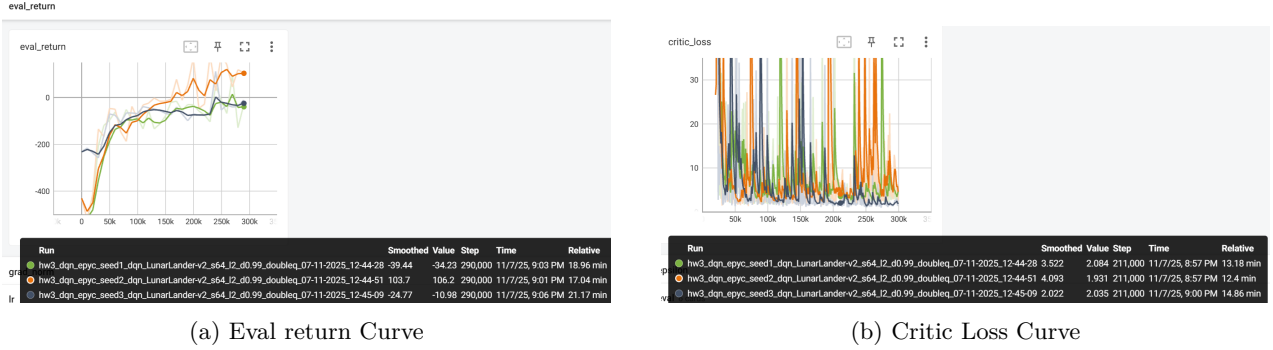 eval_return
eval_return
0
-200
-400
0 50k 100k 150k 200k 250k 300k
Run Smoothed Value Step Time Relative
hw3_dqn_epyc_seed1_dqn_LunarLander-v2_s64_l2_d0.99_doubleq_07-11-2025_12-44-28 -39.44 -34.23 290,000 11/7/25, 9:03 PM 18.96 min
hw3_dqn_epyc_seed2_dqn_LunarLander-v2_s64_l2_d0.99_doubleq_07-11-2025_12-44-51 103.7 106.2 290,000 11/7/25, 9:01 PM 17.04 min
hw3_dqn_epyc_seed3_dqn_LunarLander-v2_s64_l2_d0.99_doubleq_07-11-2025_12-45-09 -24.77 -10.98 290,000 11/7/25, 9:06 PM 21.17 min
lr
(a) Eval return Curve
critic_loss
30
20
10
50k 100k 150k 200k 250k 300k
Run Smoothed Value Step Time Relative
hw3_dqn_epyc_seed1_dqn_LunarLander-v2_s64_l2_d0.99_doubleq_07-11-2025_12-44-28 3.522 2.084 211,000 11/7/25, 8:57 PM 13.18 min
hw3_dqn_epyc_seed2_dqn_LunarLander-v2_s64_l2_d0.99_doubleq_07-11-2025_12-44-51 4.093 1.931 211,000 11/7/25, 8:57 PM 12.4 min
hw3_dqn_epyc_seed3_dqn_LunarLander-v2_s64_l2_d0.99_doubleq_07-11-2025_12-45-09 2.022 2.035 211,000 11/7/25, 9:00 PM 14.86 min
(b) Critic Loss Curve